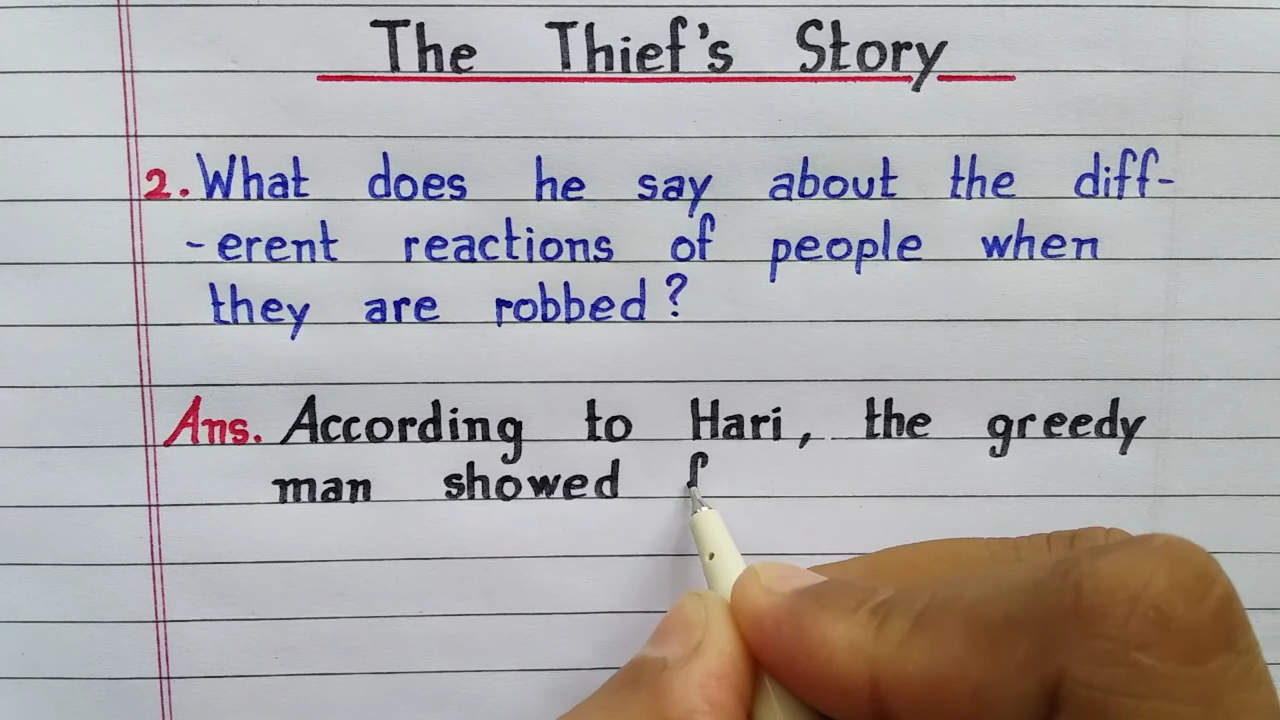 The Thief's Story
2. What does he say about the diff-
-erent reactions of people when
they are robbed?
Ans. According to Hari, the greedy
man showed f